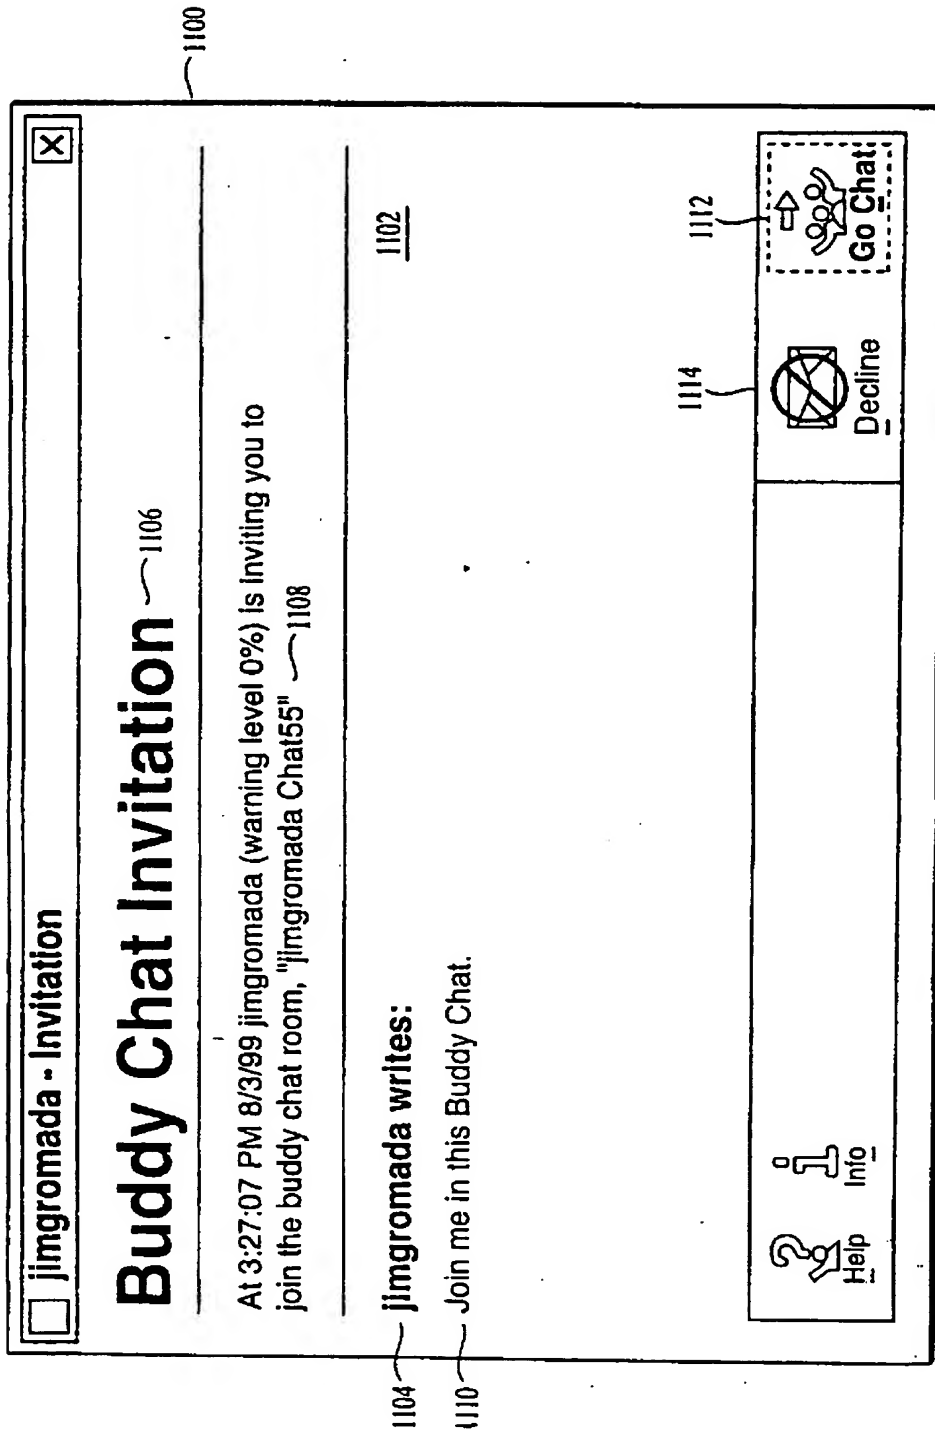 jimgromada - Invitation
X
1100
Buddy Chat Invitation
1106
At 3:27:07 PM 8/3/99 jimgromada (warning level 0%) is inviting you to
join the buddy chat room, "jimgromada Chat55"
1108
1102
1104
jimgromada writes:
1110
Join me in this Buddy Chat.
1114
1112
Help
Info
Decline
Go Chat